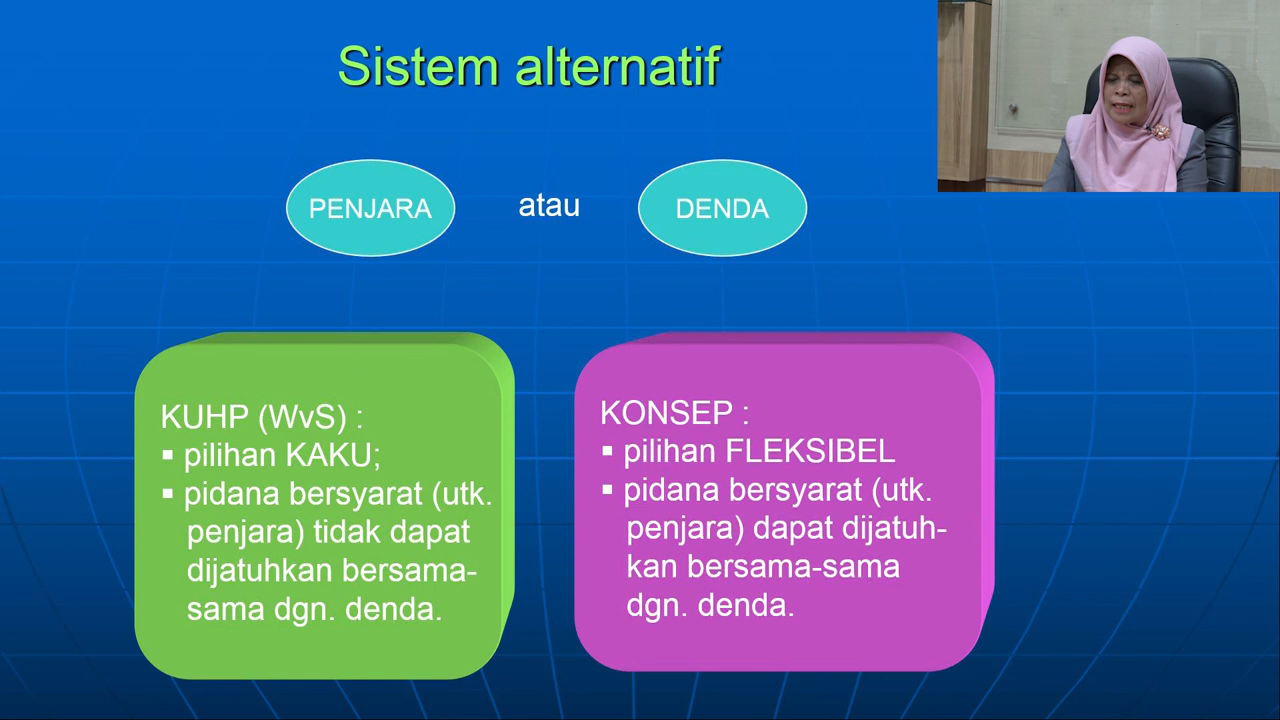 Sistem alternatif
PENJARA atau DENDA
KUHP (WvS) :
▪ pilihan KAKU;
▪ pidana bersyarat (utk.
penjara) tidak dapat
dijatuhkan bersama-
sama dgn. denda.
KONSEP :
▪ pilihan FLEKSIBEL
▪ pidana bersyarat (utk.
penjara) dapat dijatuh-
kan bersama-sama
dgn. denda.